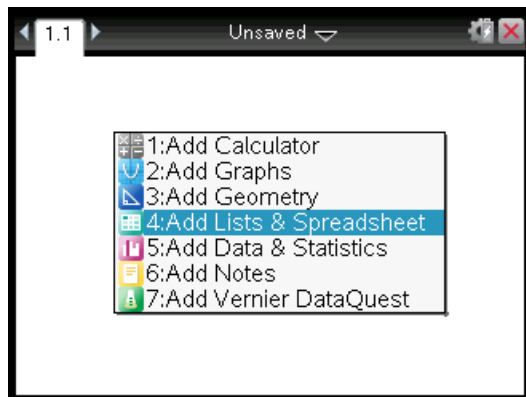 1.1 Unsaved
1:Add Calculator
2:Add Graphs
3:Add Geometry
4:Add Lists & Spreadsheet
5:Add Data & Statistics
6:Add Notes
7:Add Vernier DataQuest